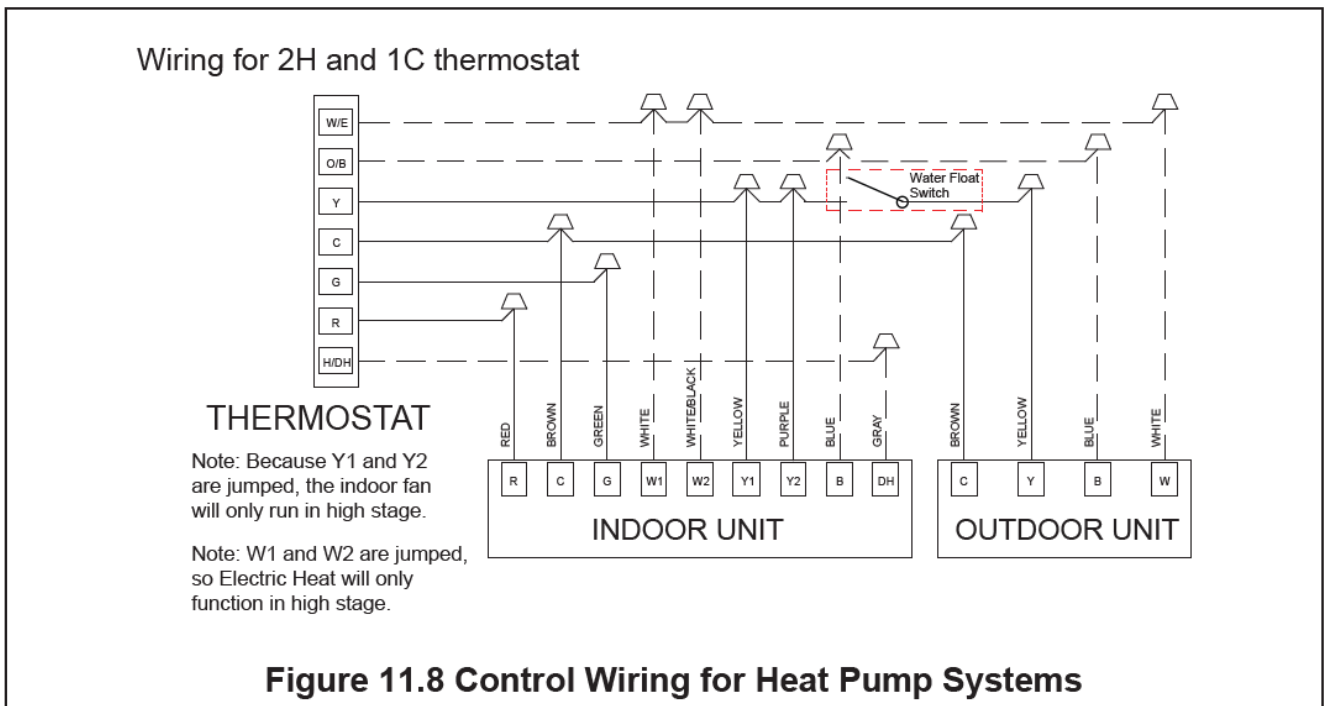 Wiring for 2H and 1C thermostat
W/E
O/B
Y
C
G
R
H/DH
Water Float
Switch
THERMOSTAT
Note: Because Y1 and Y2
are jumped, the indoor fan
will only run in high stage.
Note: W1 and W2 are jumped,
so Electric Heat will only
function in high stage.
RED
BROWN
GREEN
WHITE
WHITE/BLACK
YELLOW
PURPLE
BLUE
GRAY
BROWN
YELLOW
BLUE
WHITE
R
C
G
W1
W2
Y1
Y2
B
DH
C
Y
B
W
INDOOR UNIT
OUTDOOR UNIT
Figure 11.8 Control Wiring for Heat Pump Systems